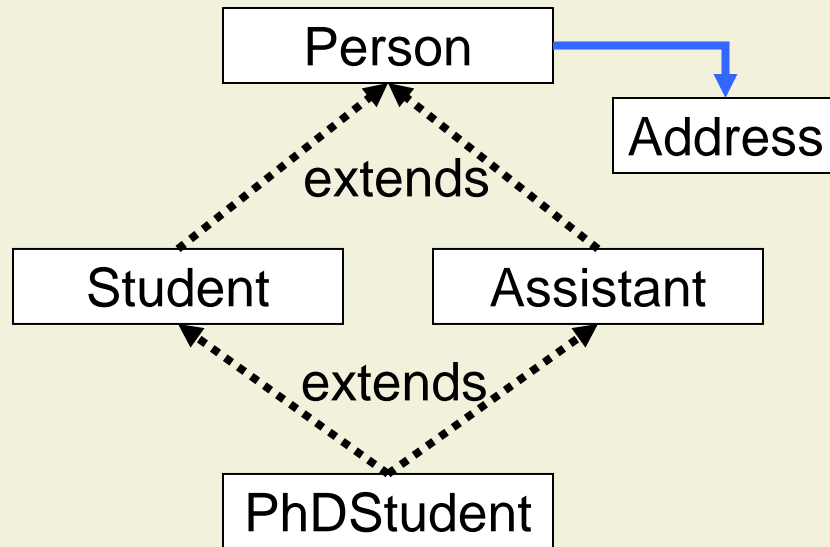 Person
Address
extends
Student
Assistant
extends
PhDStudent